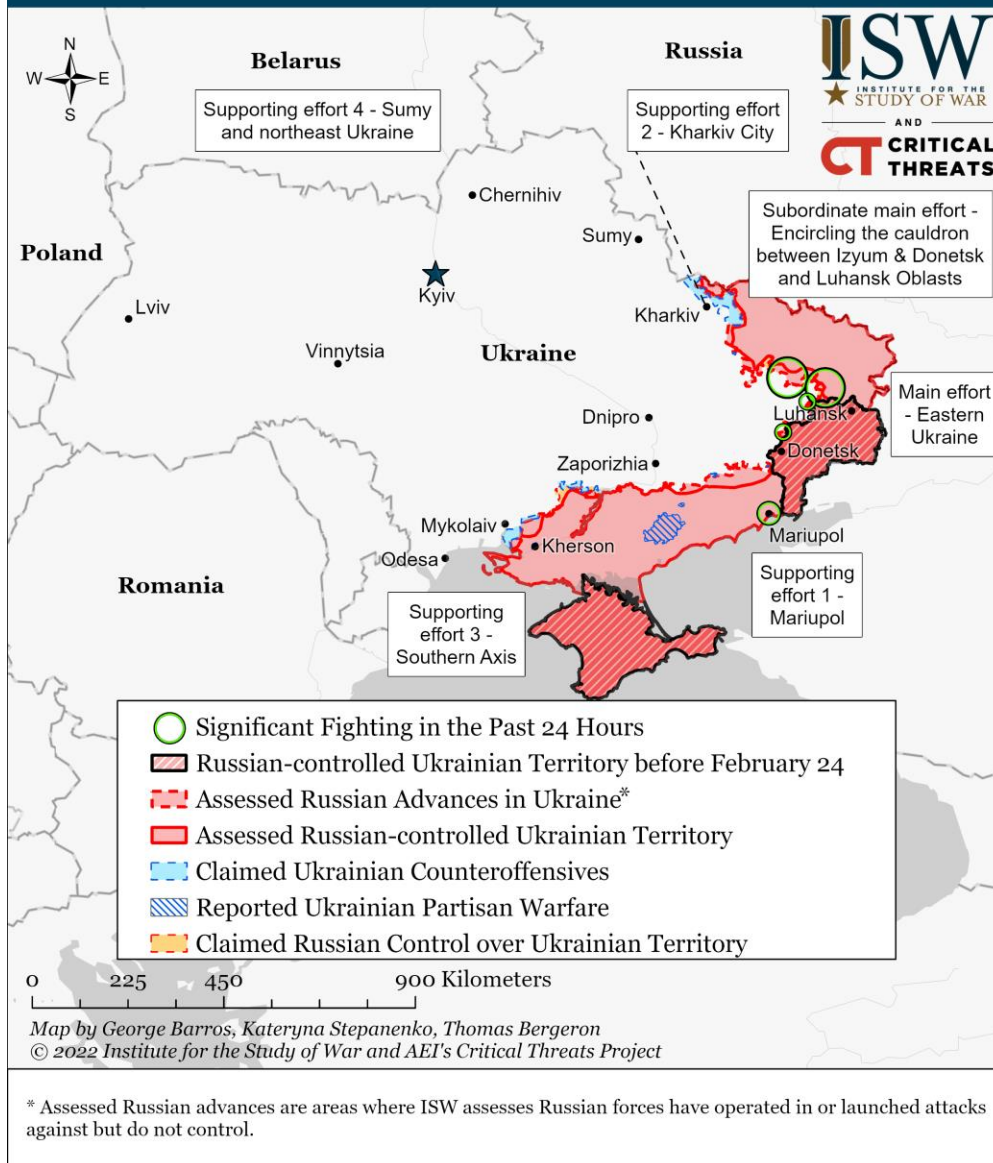 N
W E
S
Belarus
Russia
ISW
INSTITUTE FOR THE
STUDY OF WAR
AND
CT CRITICAL
THREATS
Supporting effort 4 - Sumy
and northeast Ukraine
Supporting effort
2 - Kharkiv City
Chernihiv
Subordinate main effort -
Encircling the cauldron
between Izyum & Donetsk
and Luhansk Oblasts
Sumy
Poland
Kyiv
Lviv
Kharkiv
Vinnytsia
Ukraine
Main effort
- Eastern
Ukraine
Luhansk
Dnipro
Donetsk
Zaporizhia
Mykolaiv
Mariupol
Kherson
Odesa
Romania
Supporting
effort 1 -
Mariupol
Supporting
effort 3 -
Southern Axis
Significant Fighting in the Past 24 Hours
Russian-controlled Ukrainian Territory before February 24
Assessed Russian Advances in Ukraine*
Assessed Russian-controlled Ukrainian Territory
Claimed Ukrainian Counteroffensives
Reported Ukrainian Partisan Warfare
Claimed Russian Control over Ukrainian Territory
0 225 450 900 Kilometers
Map by George Barros, Kateryna Stepanenko, Thomas Bergeron
© 2022 Institute for the Study of War and AEI's Critical Threats Project
* Assessed Russian advances are areas where ISW assesses Russian forces have operated in or launched attacks
against but do not control.